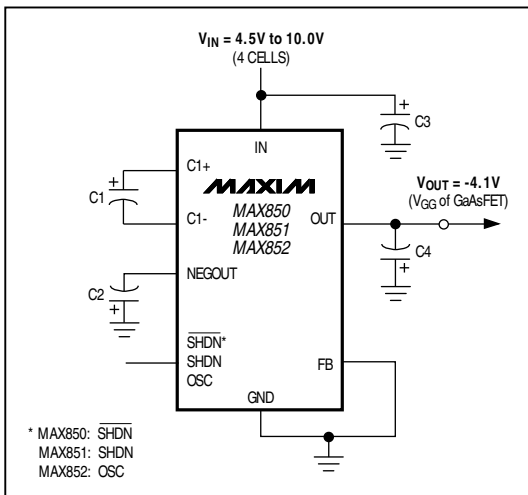 VIN = 4.5V to 10.0V
(4 CELLS)
+
C3
IN
C1+
+
C1
C1-
MAXIM
MAX850
MAX851
MAX852
OUT
VOUT = -4.1V
(VGG of GaAsFET)
C4
+
NEGOUT
C2
+
SHDN*
SHDN
OSC
FB
GND
* MAX850: SHDN
MAX851: SHDN
MAX852: OSC